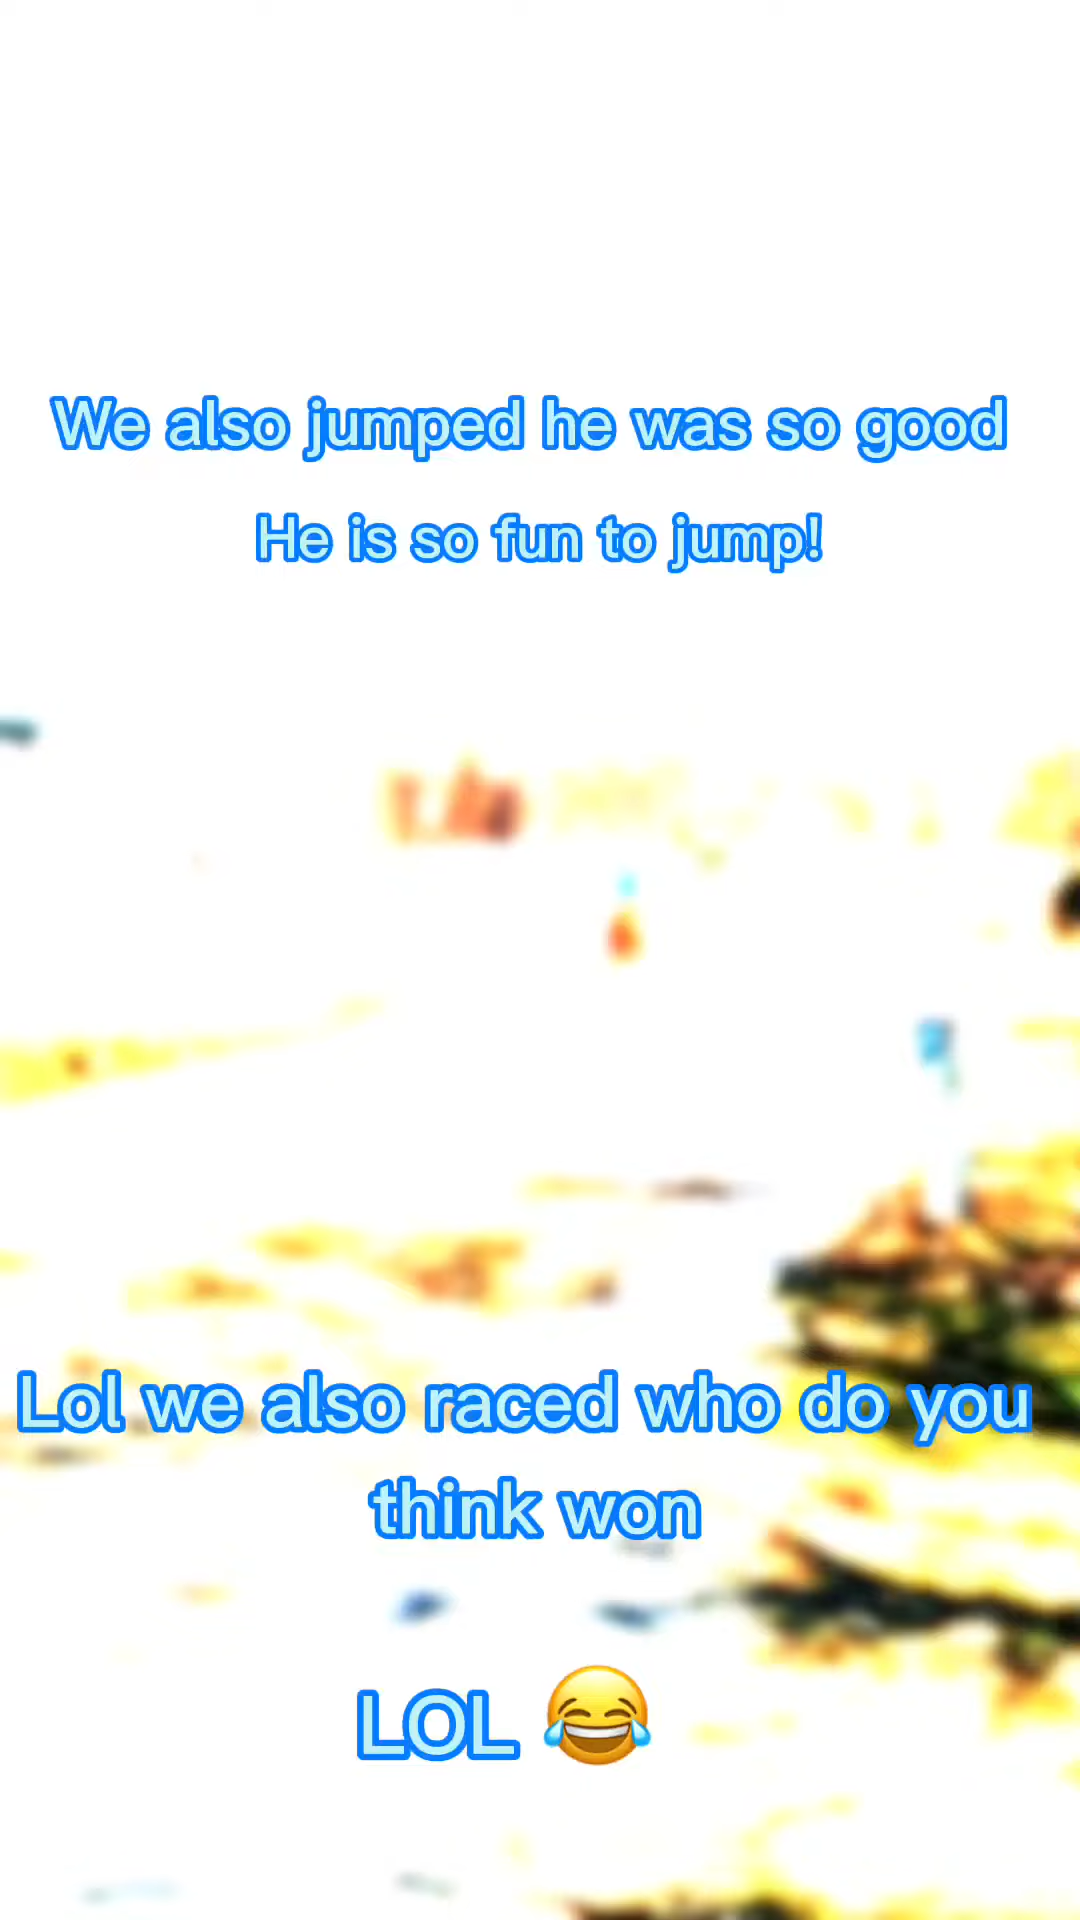 We also jumped he was so good
He is so fun to jump!
Lol we also raced who do you
think won
LOL 😂